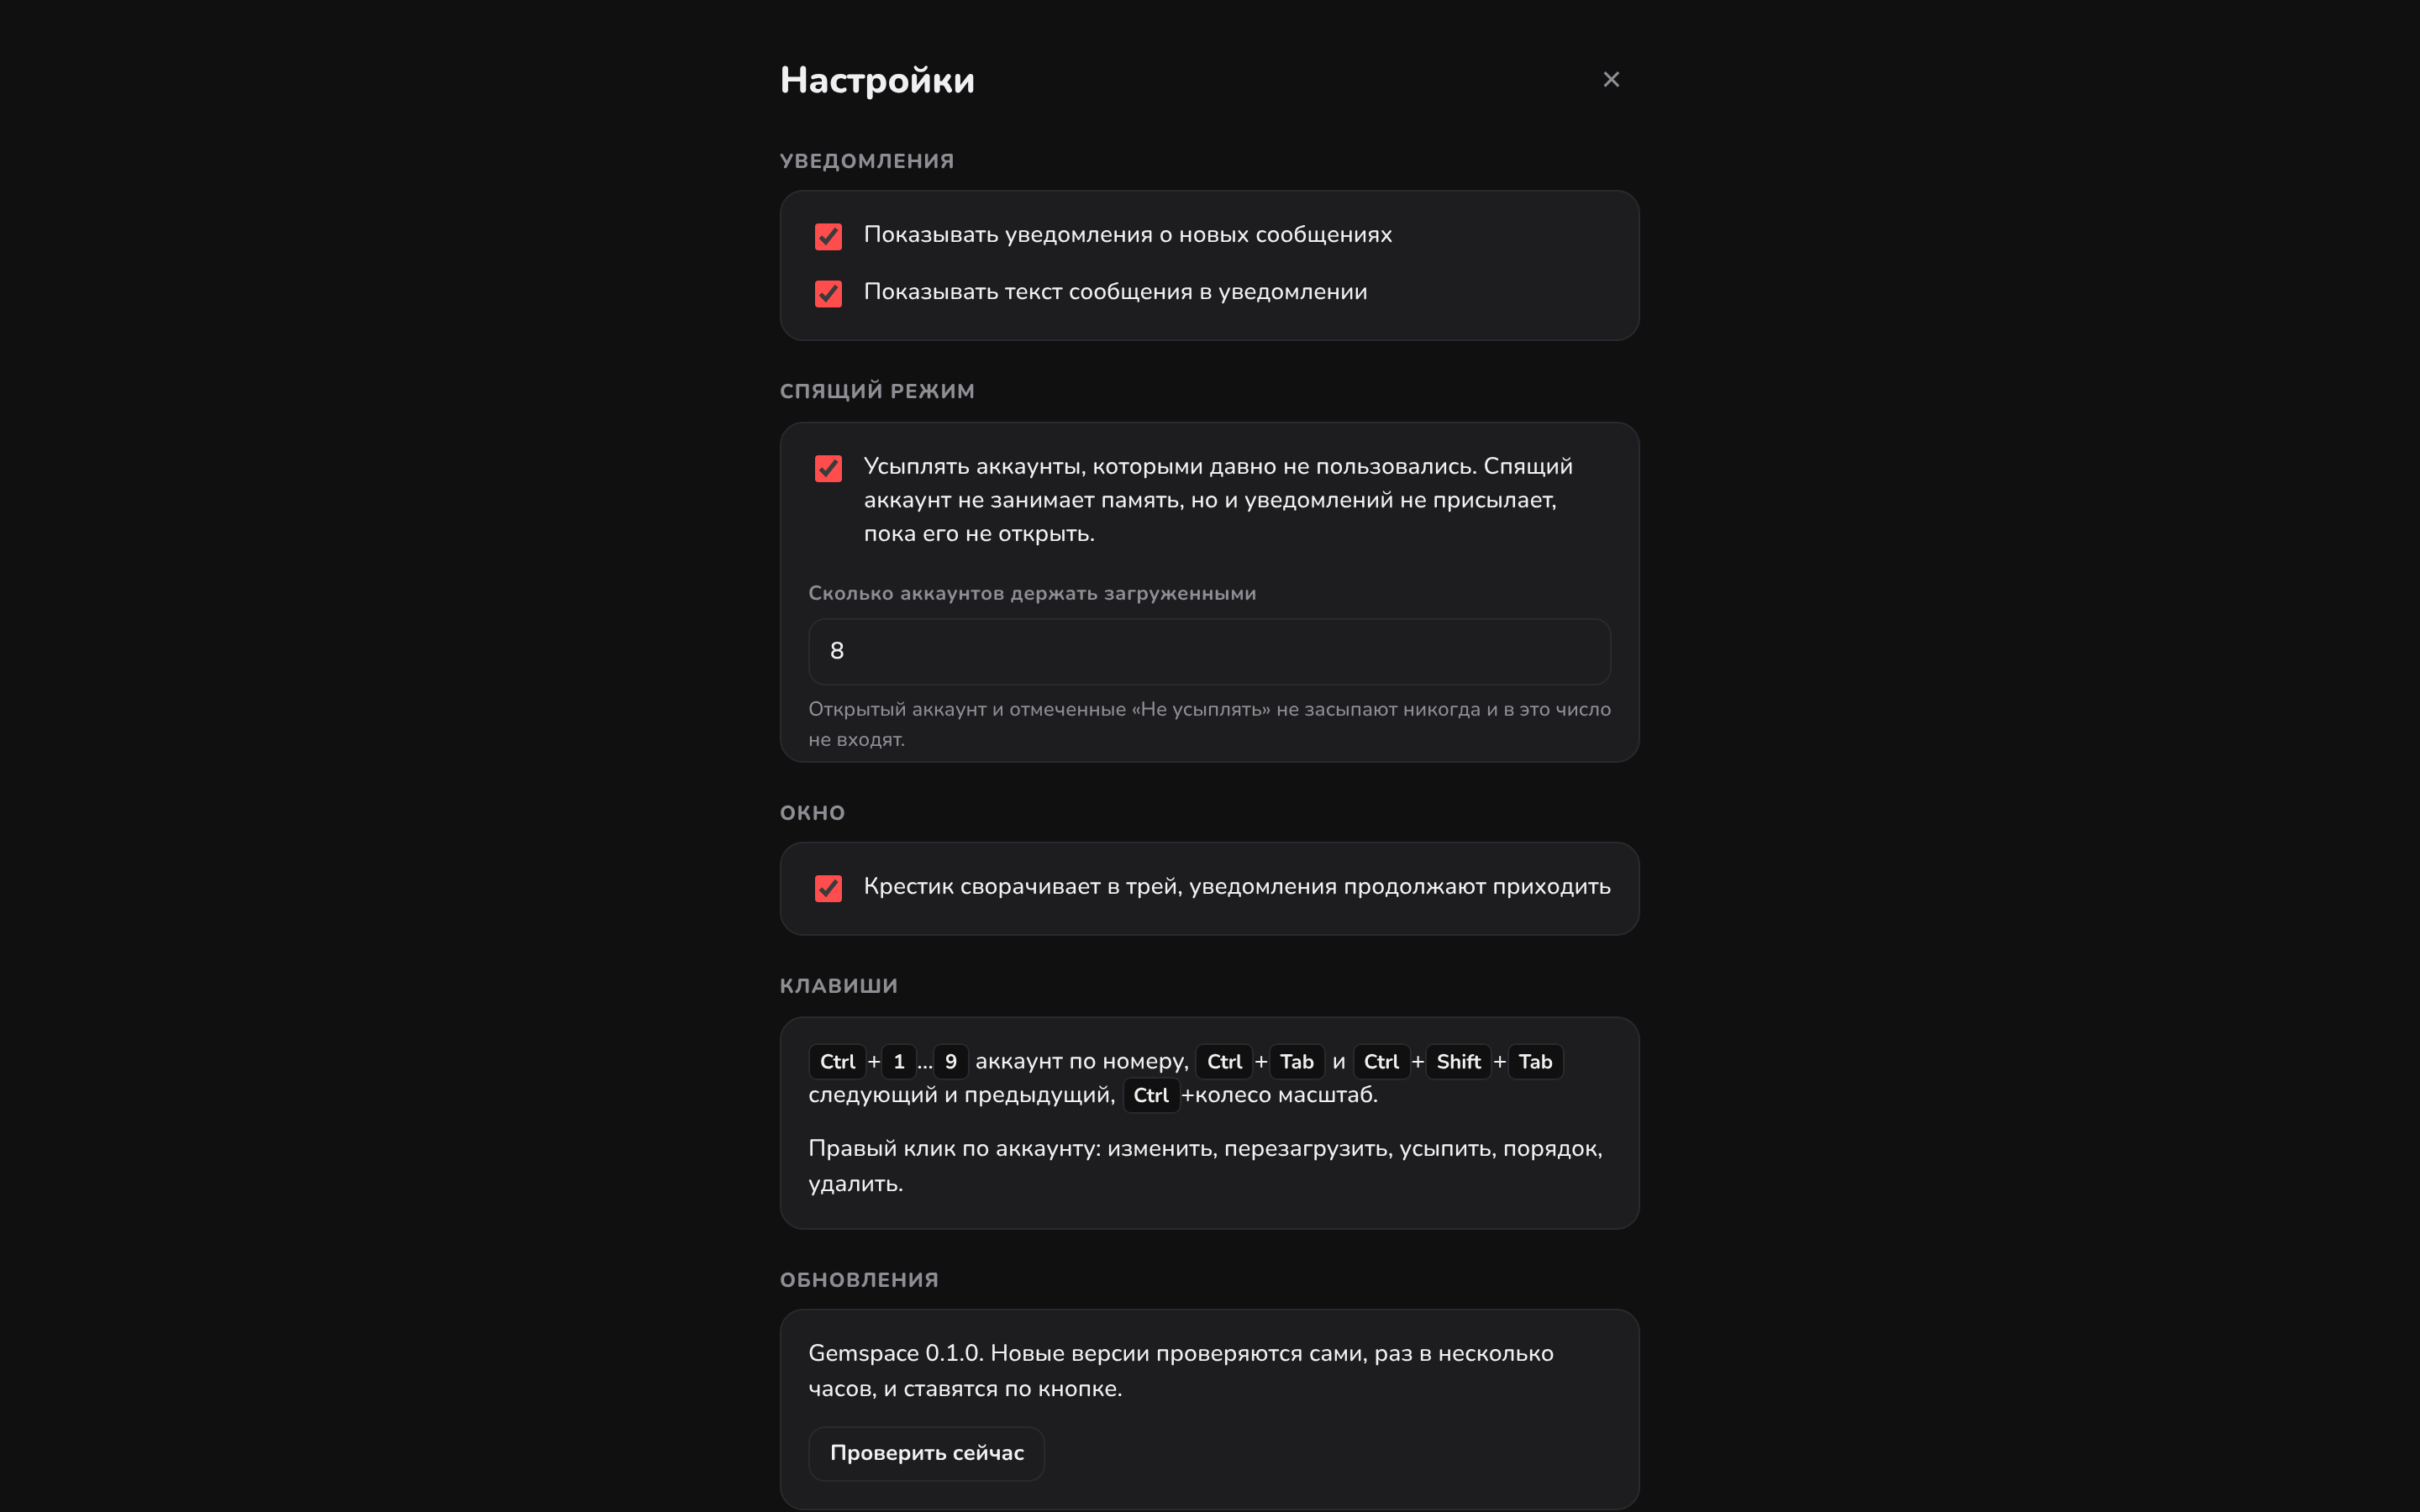 Настройки
УВЕДОМЛЕНИЯ
Показывать уведомления о новых сообщениях
Показывать текст сообщения в уведомлении
СПЯЩИЙ РЕЖИМ
Усыплять аккаунты, которыми давно не пользовались. Спящий
аккаунт не занимает память, но и уведомлений не присылает,
пока его не открыть.
Сколько аккаунтов держать загруженными
8
Открытый аккаунт и отмеченные «Не усыплять» не засыпают никогда и в это число
не входят.
ОКНО
Крестик сворачивает в трей, уведомления продолжают приходить
КЛАВИШИ
Ctrl+1…9 аккаунт по номеру, Ctrl+Tab и Ctrl+Shift+Tab
следующий и предыдущий, Ctrl+колесо масштаб.
Правый клик по аккаунту: изменить, перезагрузить, усыпить, порядок,
удалить.
ОБНОВЛЕНИЯ
Gemspace 0.1.0. Новые версии проверяются сами, раз в несколько
часов, и ставятся по кнопке.
Проверить сейчас